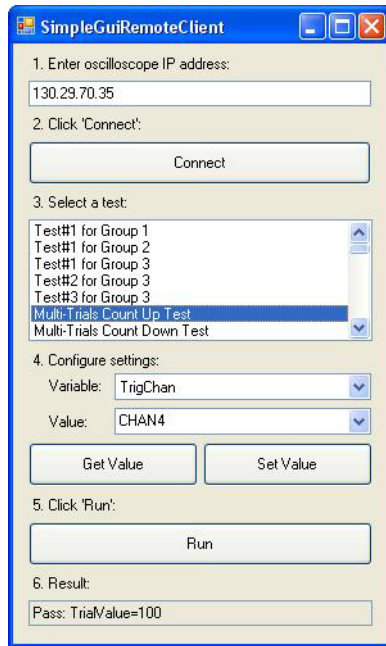 SimpleGuiRemoteClient
1. Enter oscilloscope IP address:
130.29.70.35
2. Click 'Connect':
Connect
3. Select a test:
Test#1 for Group 1
Test#1 for Group 2
Test#1 for Group 3
Test#2 for Group 3
Test#3 for Group 3
Multi-Trials Count Up Test
Multi-Trials Count Down Test
4. Configure settings:
Variable: TrigChan
Value: CHAN4
Get Value Set Value
5. Click 'Run':
Run
6. Result:
Pass: TrialValue=100